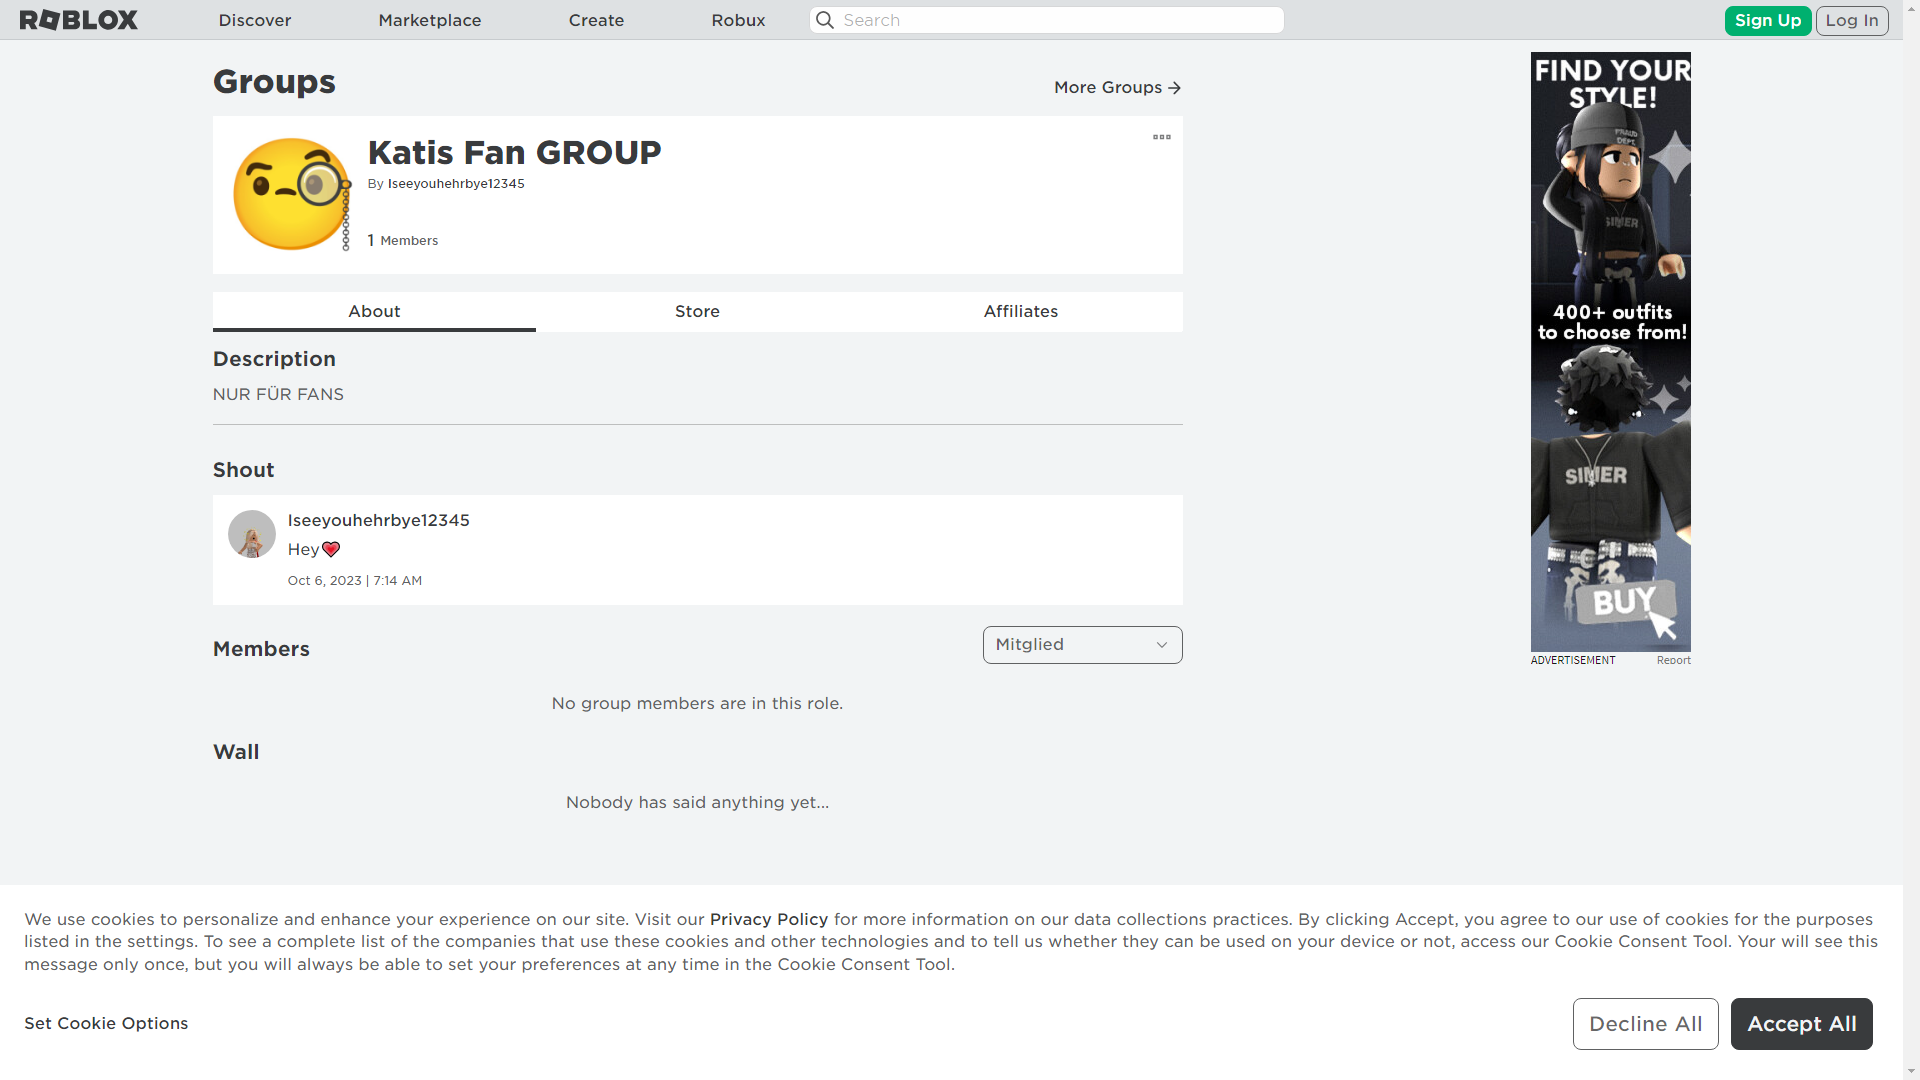 ROBLOX
Discover
Marketplace
Create
Robux
Search
Sign Up
Log In
Groups
More Groups
Katis Fan GROUP
By Iseeyouhehrbye12345
1 Members
About
Store
Affiliates
Description
NUR FÜR FANS
Shout
Iseeyouhehrbye12345
Hey
Oct 6, 2023 | 7:14 AM
Members
Mitglied
No group members are in this role.
Wall
Nobody has said anything yet...
FIND YOUR
STYLE!
FRAUD
DEPT.
400+ outfits
to choose from!
BUY
ADVERTISEMENT
Report
We use cookies to personalize and enhance your experience on our site. Visit our Privacy Policy for more information on our data collections practices. By clicking Accept, you agree to our use of cookies for the purposes
listed in the settings. To see a complete list of the companies that use these cookies and other technologies and to tell us whether they can be used on your device or not, access our Cookie Consent Tool. Your will see this
message only once, but you will always be able to set your preferences at any time in the Cookie Consent Tool.
Set Cookie Options
Decline All
Accept All